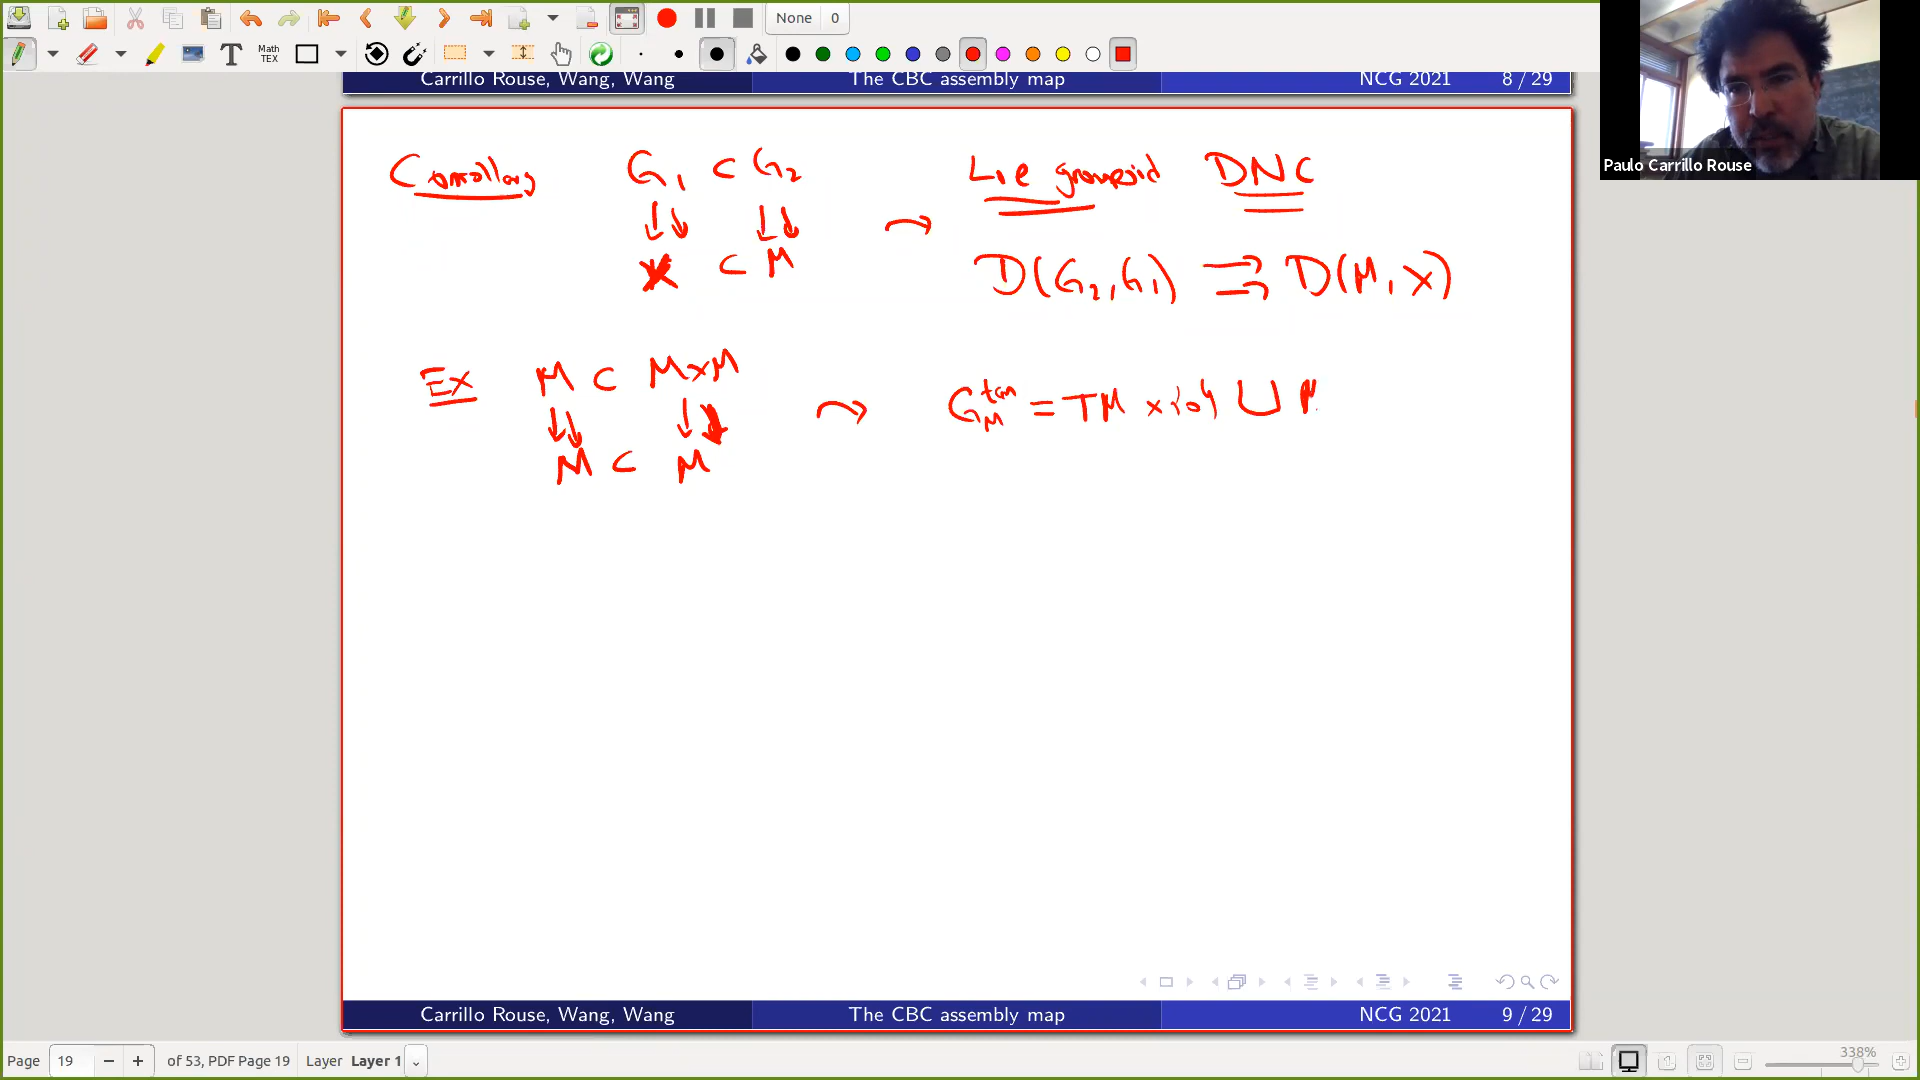 None 0
Math TEX
Carrillo Rouse, Wang, Wang The CBC assembly map NCG 2021 8 / 29
Paulo Carrillo Rouse
Corollary G₁ ⊂ G₂ ⇝ Lie groupoid DNC
↓↓ ↓↓
X ⊂ M D(G₂,G₁) ⇉ D(M,X)
Ex M ⊂ M×M ⇝ G_M^tan = TM × {0} ⊔ M
↓↓ ↓↓
M ⊂ M
Carrillo Rouse, Wang, Wang The CBC assembly map NCG 2021 9 / 29
Page 19 of 53, PDF Page 19 Layer Layer 1 338%